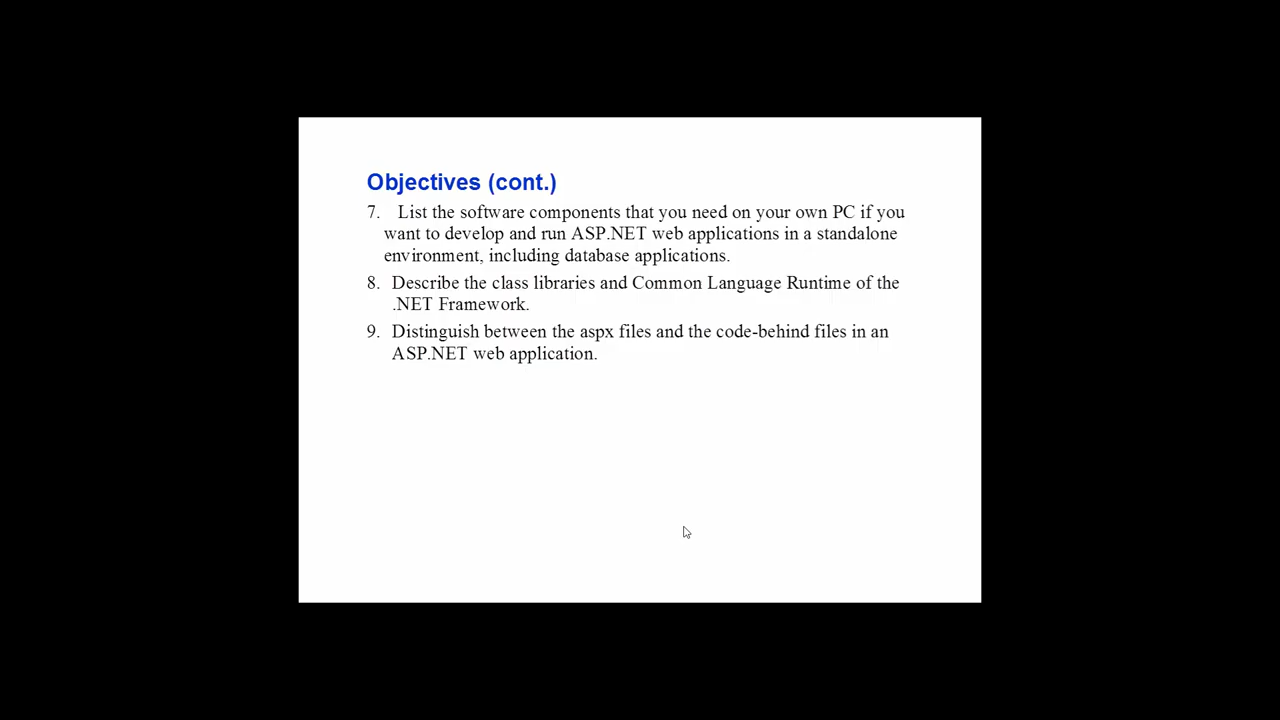 Objectives (cont.)
7. List the software components that you need on your own PC if you
want to develop and run ASP.NET web applications in a standalone
environment, including database applications.
8. Describe the class libraries and Common Language Runtime of the
.NET Framework.
9. Distinguish between the aspx files and the code-behind files in an
ASP.NET web application.